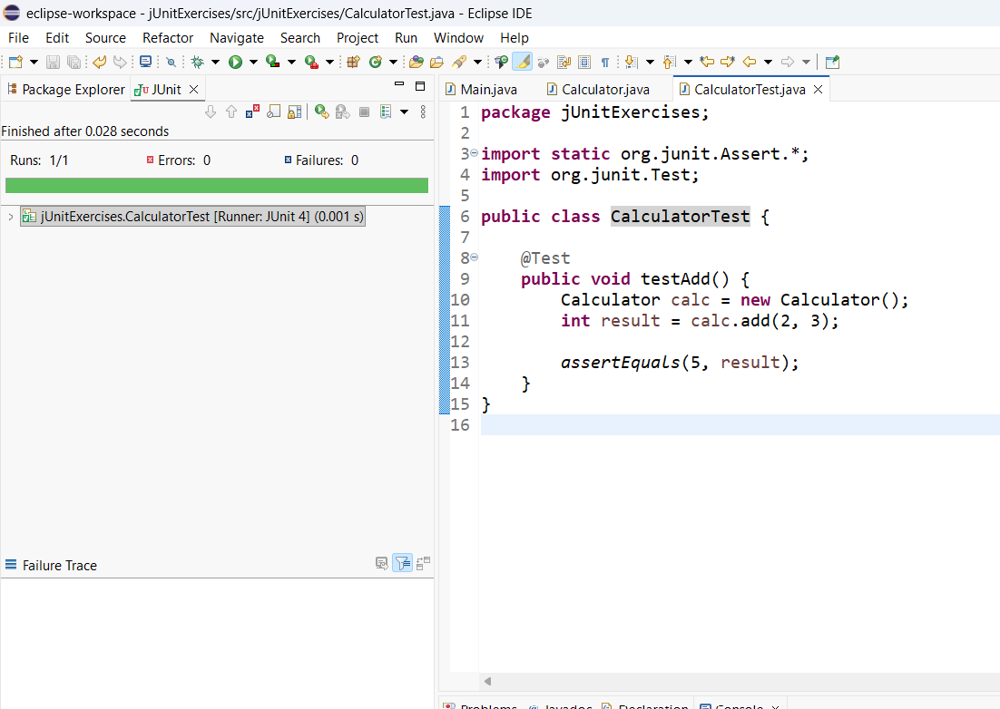 eclipse-workspace - jUnitExercises/src/jUnitExercises/CalculatorTest.java - Eclipse IDE
File Edit Source Refactor Navigate Search Project Run Window Help
Package Explorer JUnit
Finished after 0.028 seconds
Runs: 1/1 Errors: 0 Failures: 0
jUnitExercises.CalculatorTest [Runner: JUnit 4] (0.001 s)
Failure Trace
Main.java Calculator.java CalculatorTest.java
1 package jUnitExercises;
2
3 import static org.junit.Assert.*;
4 import org.junit.Test;
5
6 public class CalculatorTest {
7
8 @Test
9 public void testAdd() {
10 Calculator calc = new Calculator();
11 int result = calc.add(2, 3);
12
13 assertEquals(5, result);
14 }
15 }
16
Problems Javadoc Declaration Console